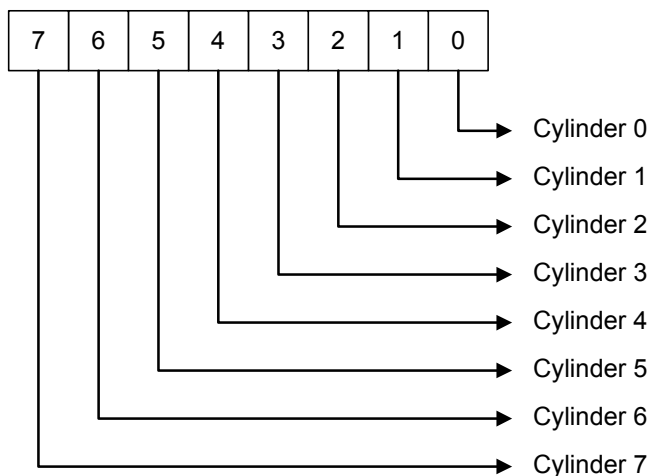 7 6 5 4 3 2 1 0
Cylinder 0
Cylinder 1
Cylinder 2
Cylinder 3
Cylinder 4
Cylinder 5
Cylinder 6
Cylinder 7